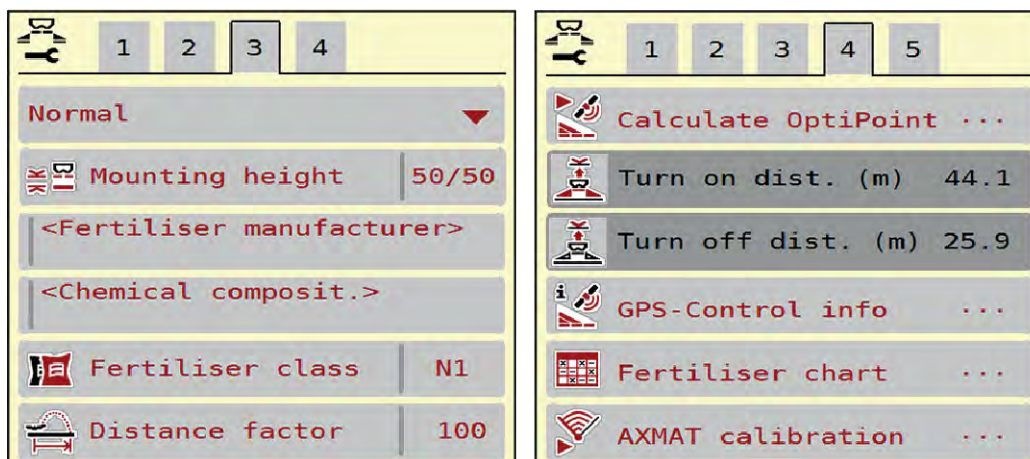 1 2 3 4
Normal
Mounting height 50/50
<Fertiliser manufacturer>
<Chemical composit.>
Fertiliser class N1
Distance factor 100
1 2 3 4 5
Calculate OptiPoint ...
Turn on dist. (m) 44.1
Turn off dist. (m) 25.9
GPS-Control info ...
Fertiliser chart ...
AXMAT calibration ...